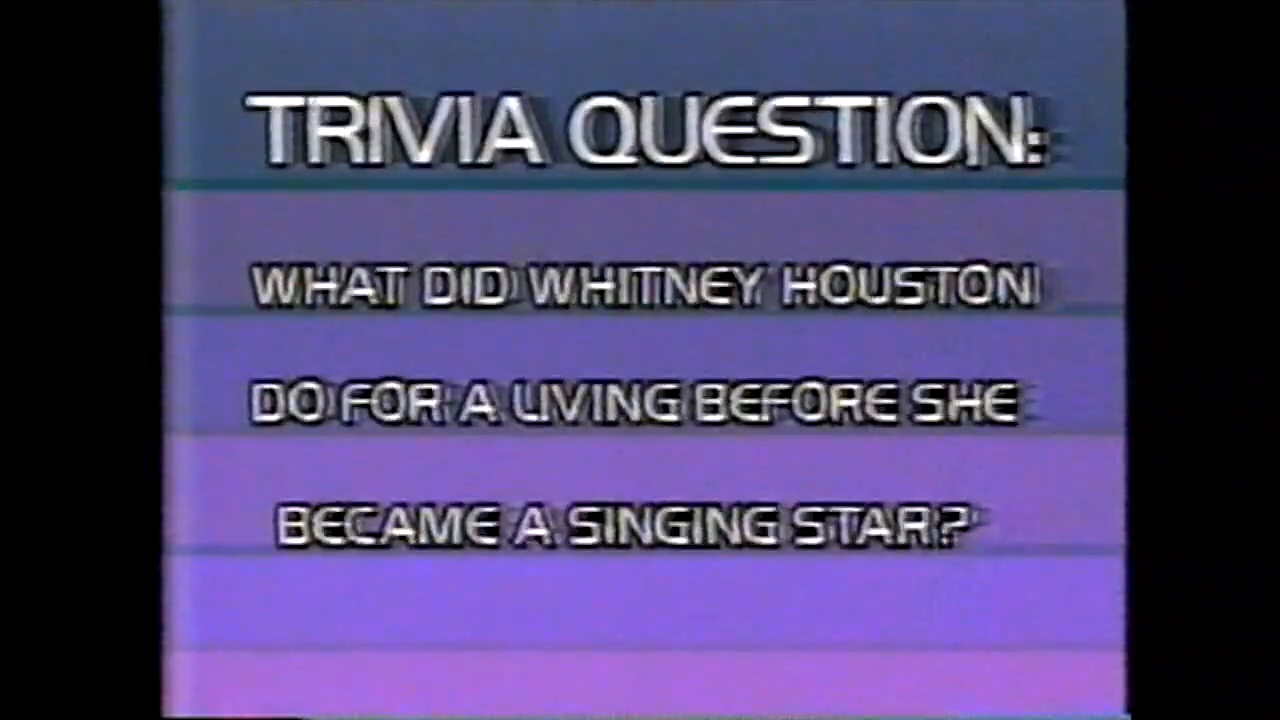 TRIVIA QUESTION:
WHAT DID WHITNEY HOUSTON
DO FOR A LIVING BEFORE SHE
BECAME A SINGING STAR?